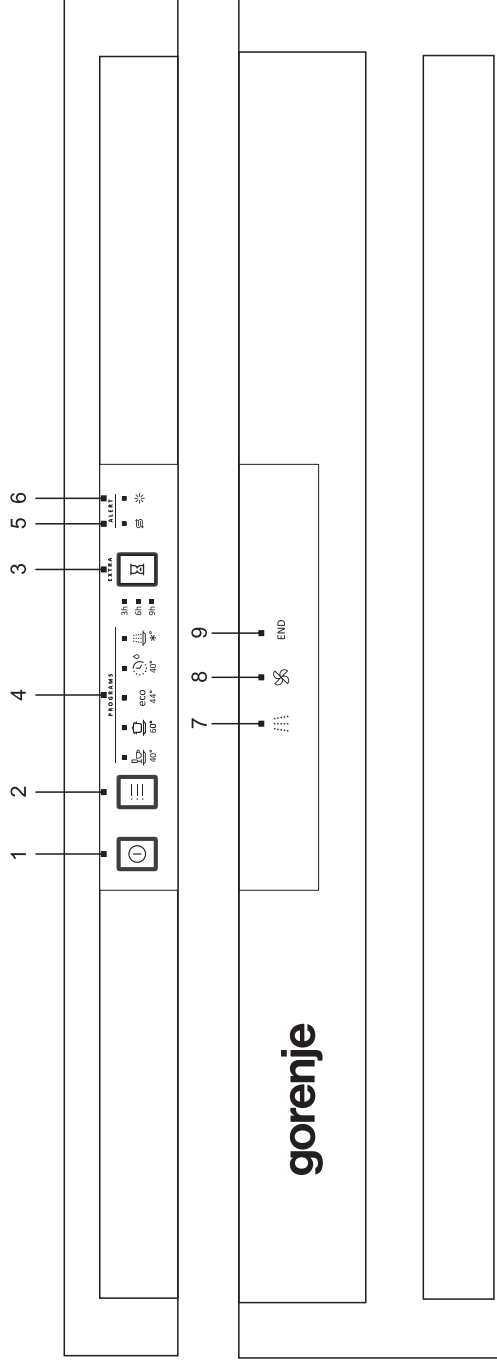 1 2 4 3 5 6
PROGRAMS EXTRA ALERT
40° 60° eco 44° 40° *°
3h
6h
9h
7 8 9
END
gorenje